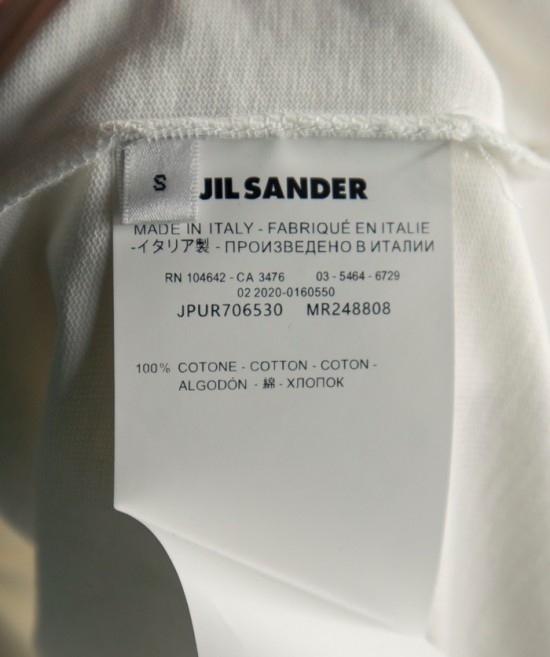 S
JIL SANDER
MADE IN ITALY - FABRIQUÉ EN ITALIE
-イタリア製 - ПРОИЗВЕДЕНО В ИТАЛИИ
RN 104642 - CA 3476 03 - 5464 - 6729
02 2020-0160550
JPUR706530 MR248808
100% COTONE - COTTON - COTON -
ALGODÓN - 綿 - ХЛОПОК